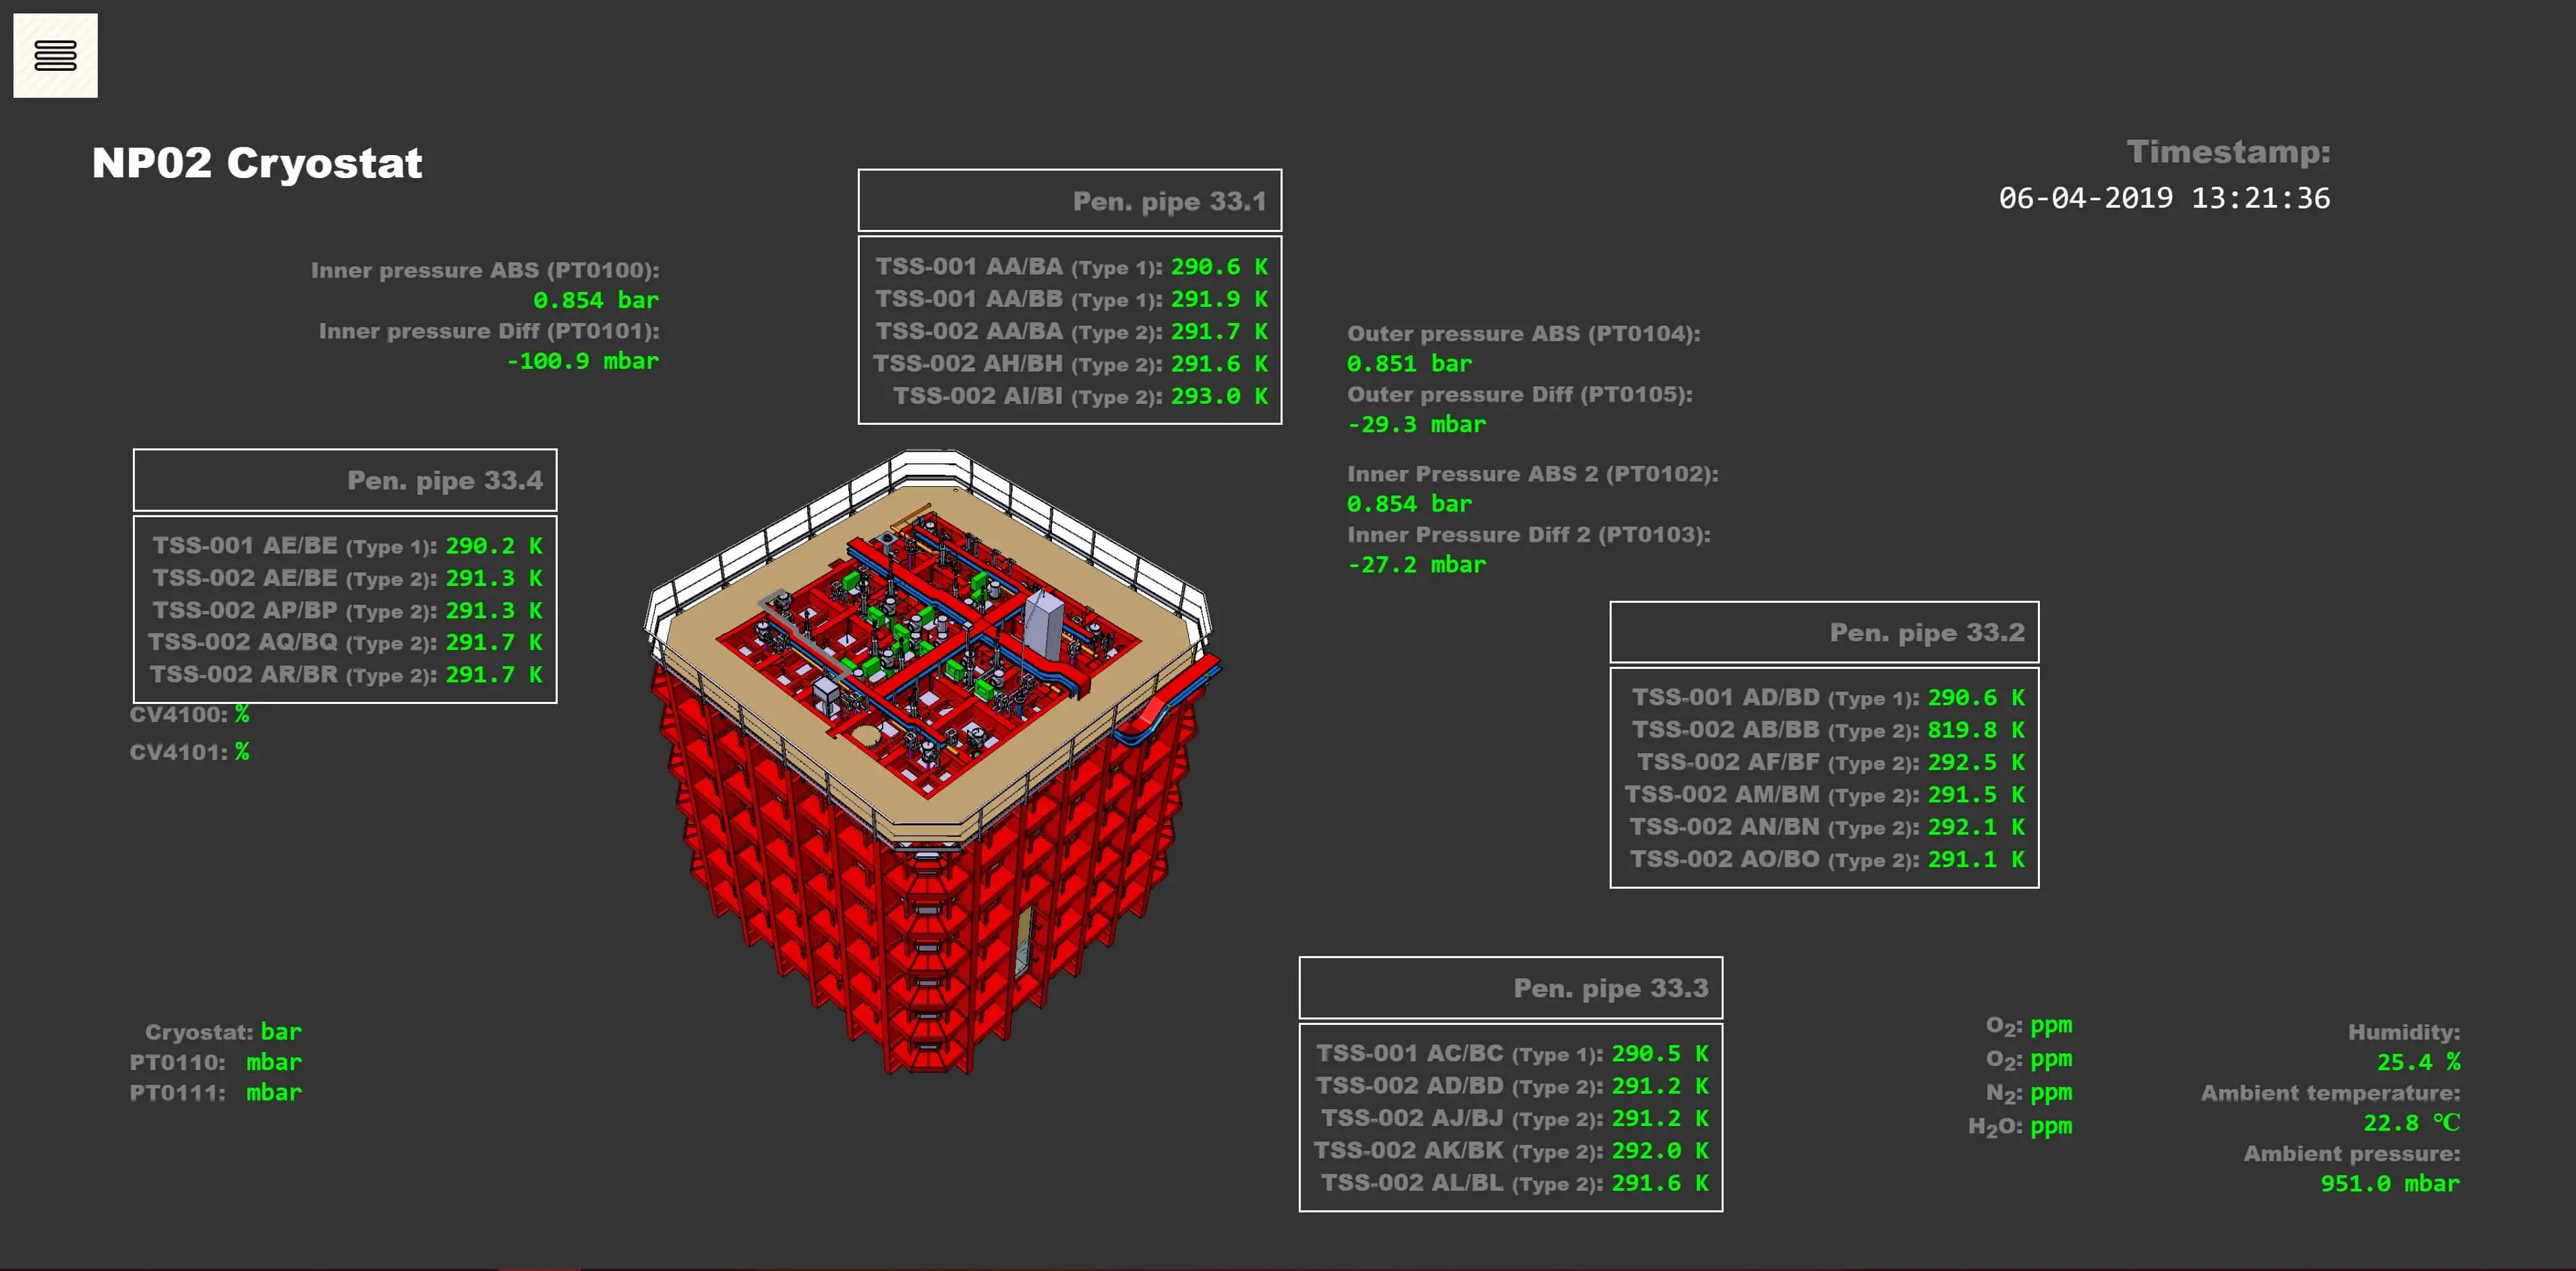 NP02 Cryostat
Timestamp:
06-04-2019 13:21:36
Inner pressure ABS (PT0100):
0.854 bar
Inner pressure Diff (PT0101):
-100.9 mbar
Pen. pipe 33.1
TSS-001 AA/BA (Type 1): 290.6 K
TSS-001 AA/BB (Type 1): 291.9 K
TSS-002 AA/BA (Type 2): 291.7 K
TSS-002 AH/BH (Type 2): 291.6 K
TSS-002 AI/BI (Type 2): 293.0 K
Outer pressure ABS (PT0104):
0.851 bar
Outer pressure Diff (PT0105):
-29.3 mbar
Inner Pressure ABS 2 (PT0102):
0.854 bar
Inner Pressure Diff 2 (PT0103):
-27.2 mbar
Pen. pipe 33.4
TSS-001 AE/BE (Type 1): 290.2 K
TSS-002 AE/BE (Type 2): 291.3 K
TSS-002 AP/BP (Type 2): 291.3 K
TSS-002 AQ/BQ (Type 2): 291.7 K
TSS-002 AR/BR (Type 2): 291.7 K
CV4100: %
CV4101: %
Pen. pipe 33.2
TSS-001 AD/BD (Type 1): 290.6 K
TSS-002 AB/BB (Type 2): 819.8 K
TSS-002 AF/BF (Type 2): 292.5 K
TSS-002 AM/BM (Type 2): 291.5 K
TSS-002 AN/BN (Type 2): 292.1 K
TSS-002 AO/BO (Type 2): 291.1 K
Pen. pipe 33.3
TSS-001 AC/BC (Type 1): 290.5 K
TSS-002 AD/BD (Type 2): 291.2 K
TSS-002 AJ/BJ (Type 2): 291.2 K
TSS-002 AK/BK (Type 2): 292.0 K
TSS-002 AL/BL (Type 2): 291.6 K
Cryostat: bar
PT0110: mbar
PT0111: mbar
O2: ppm
O2: ppm
N2: ppm
H2O: ppm
Humidity:
25.4 %
Ambient temperature:
22.8 °C
Ambient pressure:
951.0 mbar